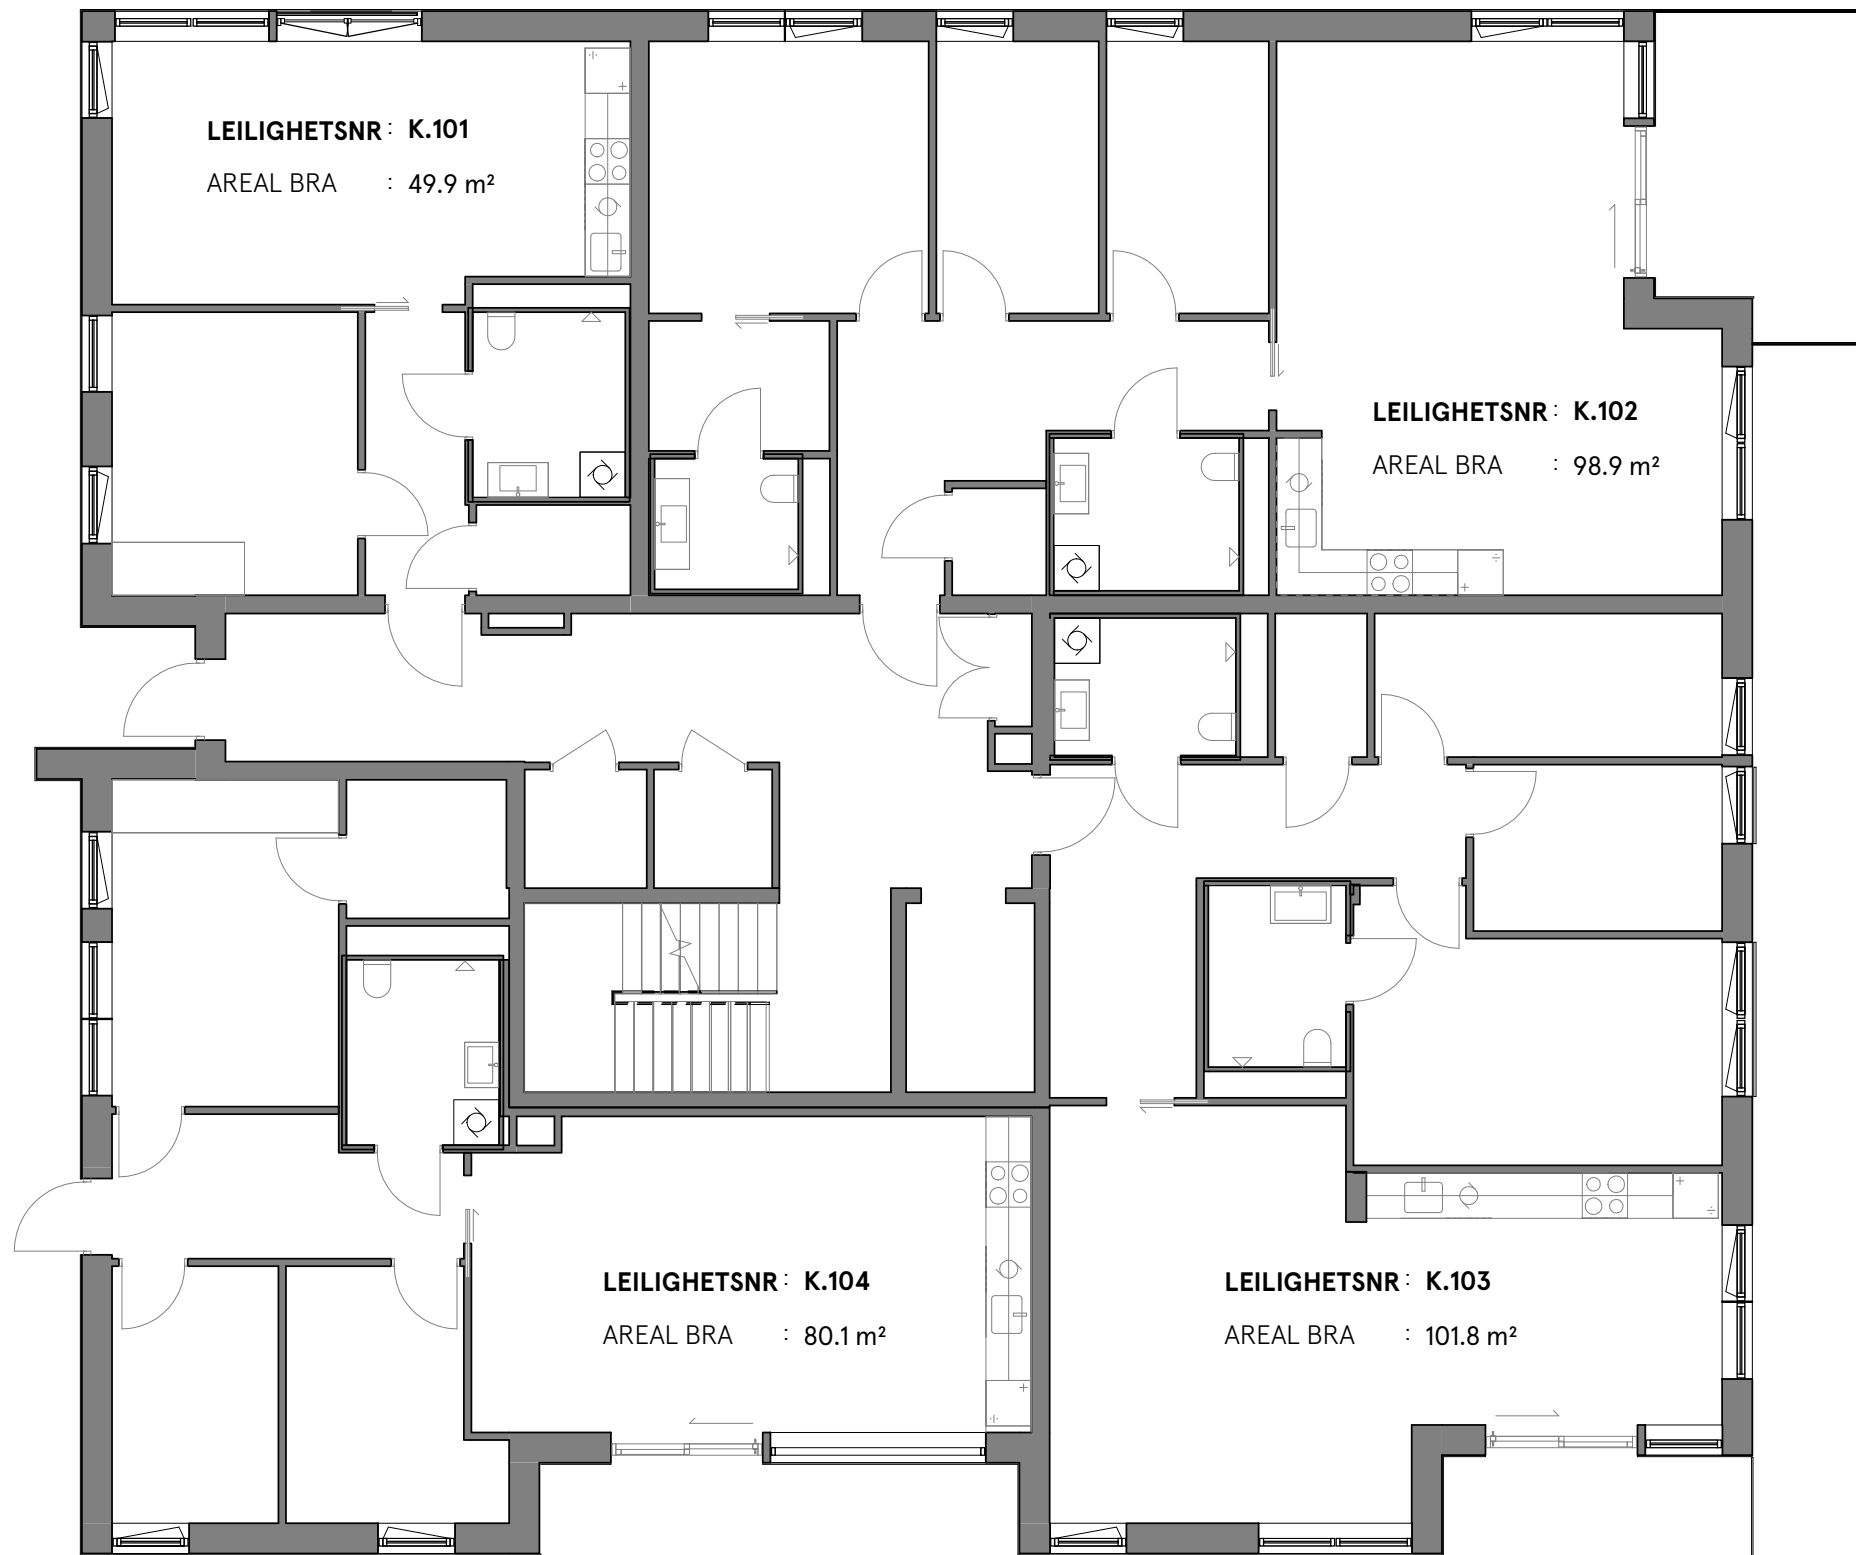 LEILIGHETSNR : K.101
AREAL BRA : 49.9 m²
LEILIGHETSNR : K.102
AREAL BRA : 98.9 m²
LEILIGHETSNR : K.104
AREAL BRA : 80.1 m²
LEILIGHETSNR : K.103
AREAL BRA : 101.8 m²